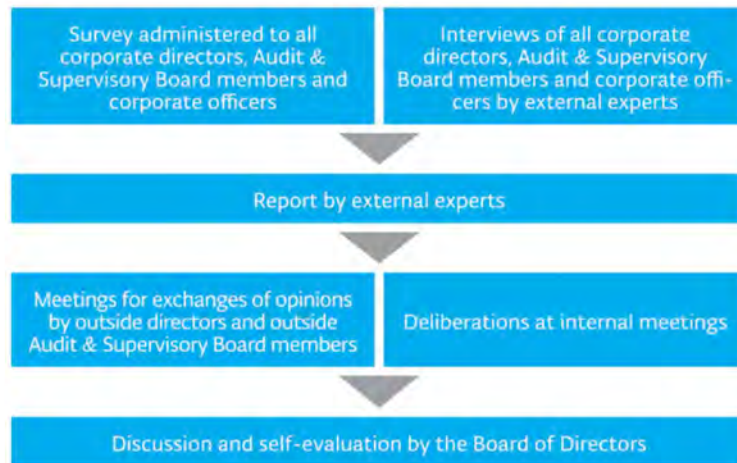 Survey administered to all
corporate directors, Audit &
Supervisory Board members and
corporate officers
Interviews of all corporate
directors, Audit & Supervisory
Board members and corporate offi-
cers by external experts
Report by external experts
Meetings for exchanges of opinions
by outside directors and outside
Audit & Supervisory Board members
Deliberations at internal meetings
Discussion and self-evaluation by the Board of Directors